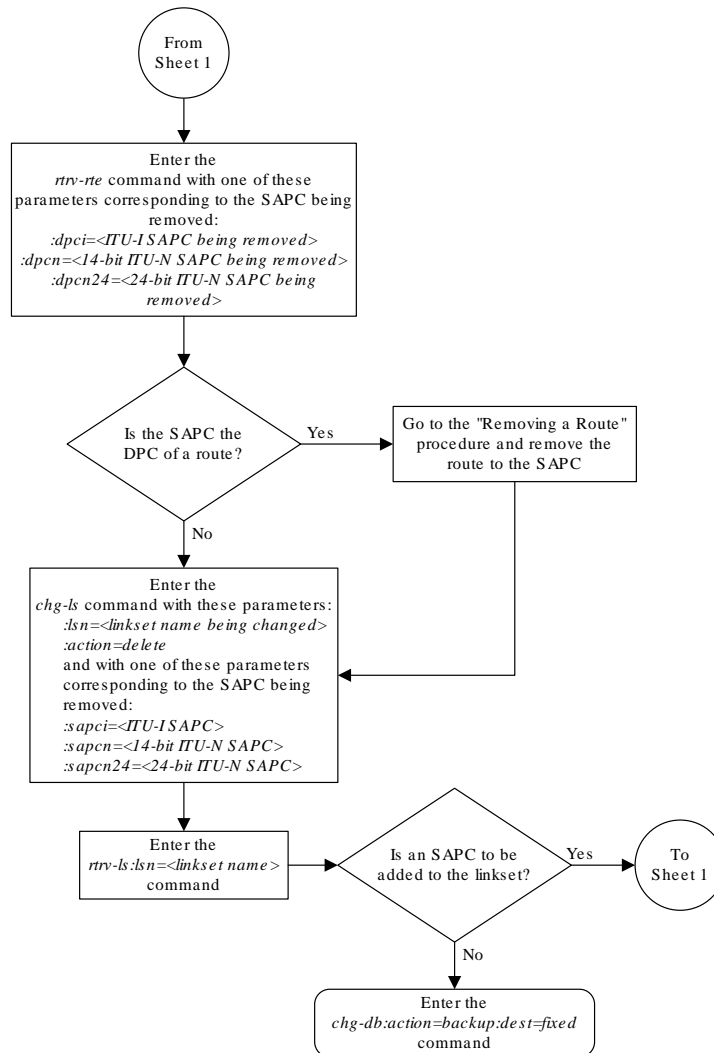 From
Sheet 1
Enter the
rtrv-rte command with one of these
parameters corresponding to the SAPC being
removed:
:dpci=<ITU-I SAPC being removed>
:dpcn=<14-bit ITU-N SAPC being removed>
:dpcn24=<24-bit ITU-N SAPC being
removed>
Is the SAPC the
DPC of a route?
Yes
Go to the "Removing a Route"
procedure and remove the
route to the SAPC
No
Enter the
chg-ls command with these parameters:
:lsn=<linkset name being changed>
:action=delete
and with one of these parameters
corresponding to the SAPC being
removed:
:sapci=<ITU-I SAPC>
:sapcn=<14-bit ITU-N SAPC>
:sapcn24=<24-bit ITU-N SAPC>
Enter the
rtrv-ls:lsn=<linkset name>
command
Is an SAPC to be
added to the linkset?
Yes
To
Sheet 1
No
Enter the
chg-db:action=backup:dest=fixed
command